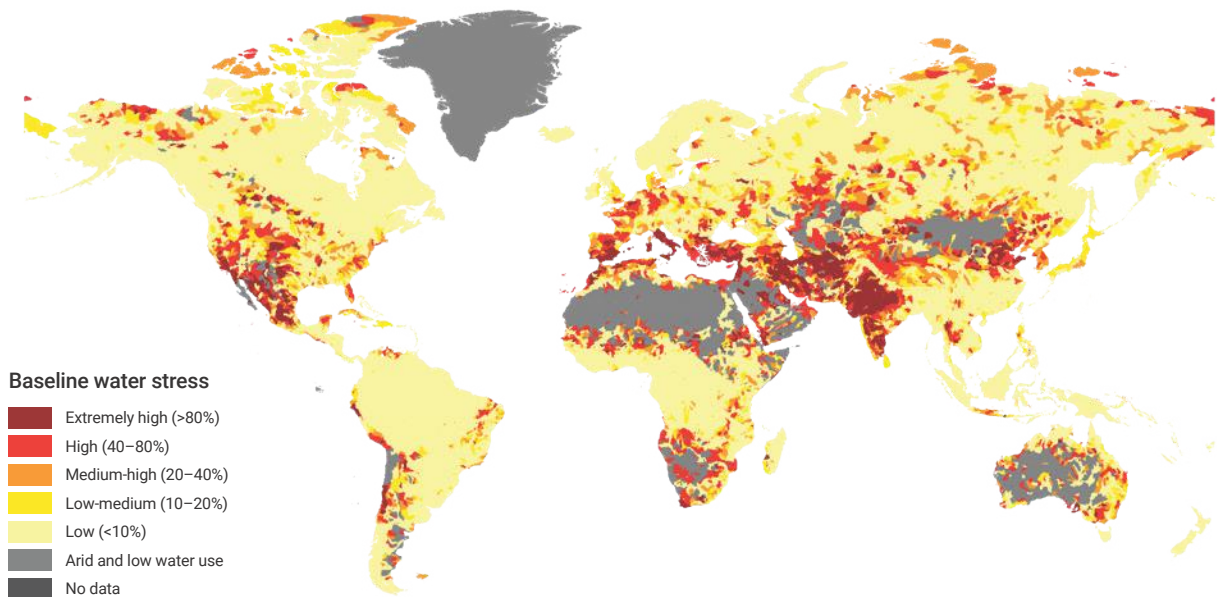 Baseline water stress
Extremely high (>80%)
High (40–80%)
Medium-high (20–40%)
Low-medium (10–20%)
Low (<10%)
Arid and low water use
No data